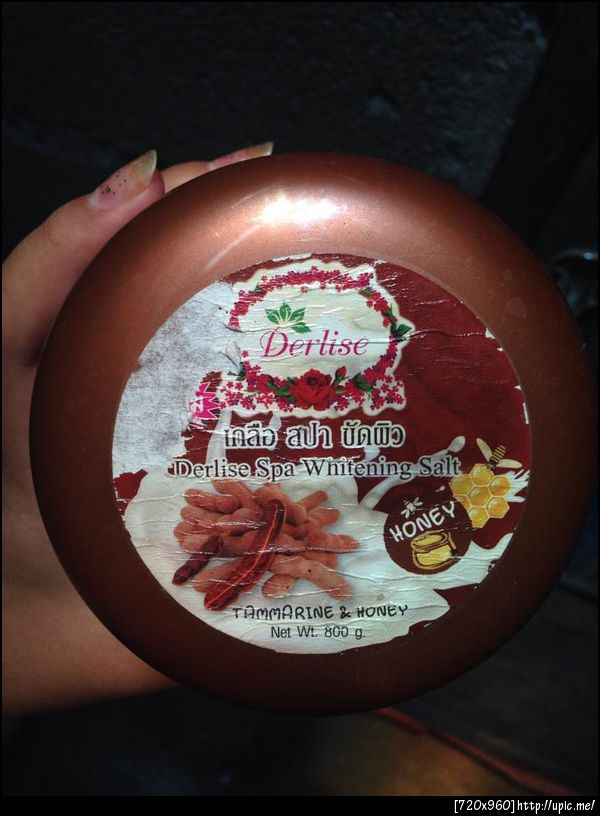 Derlise
เกลือ สปา ขัดผิว
Derlise Spa Whitening Salt
HONEY
TAMMARINE & HONEY
Net Wt. 800 g.
[720x960]http://upic.me/